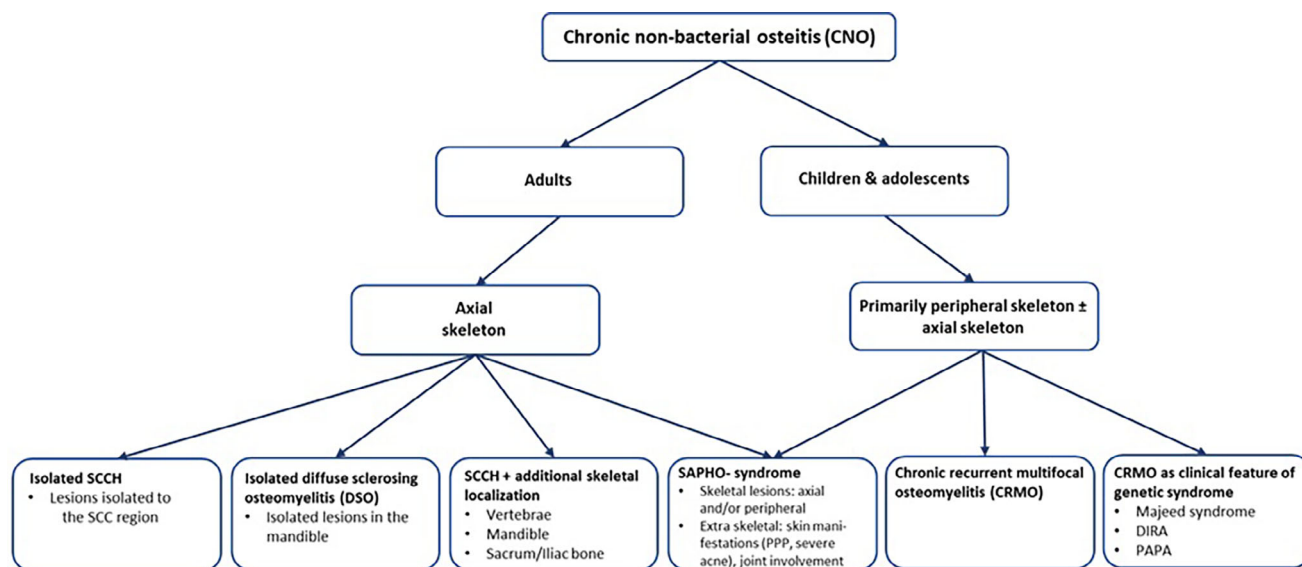 Chronic non-bacterial osteitis (CNO)
Adults
Children & adolescents
Axial
skeleton
Primarily peripheral skeleton ±
axial skeleton
Isolated SCCH
• Lesions isolated to
the SCC region
Isolated diffuse sclerosing
osteomyelitis (DSO)
• Isolated lesions in the
mandible
SCCH + additional skeletal
localization
• Vertebrae
• Mandible
• Sacrum/Iliac bone
SAPHO- syndrome
• Skeletal lesions: axial
and/or peripheral
• Extra skeletal: skin mani-
festations (PPP, severe
acne), joint involvement
Chronic recurrent multifocal
osteomyelitis (CRMO)
CRMO as clinical feature of
genetic syndrome
• Majeed syndrome
• DIRA
• PAPA